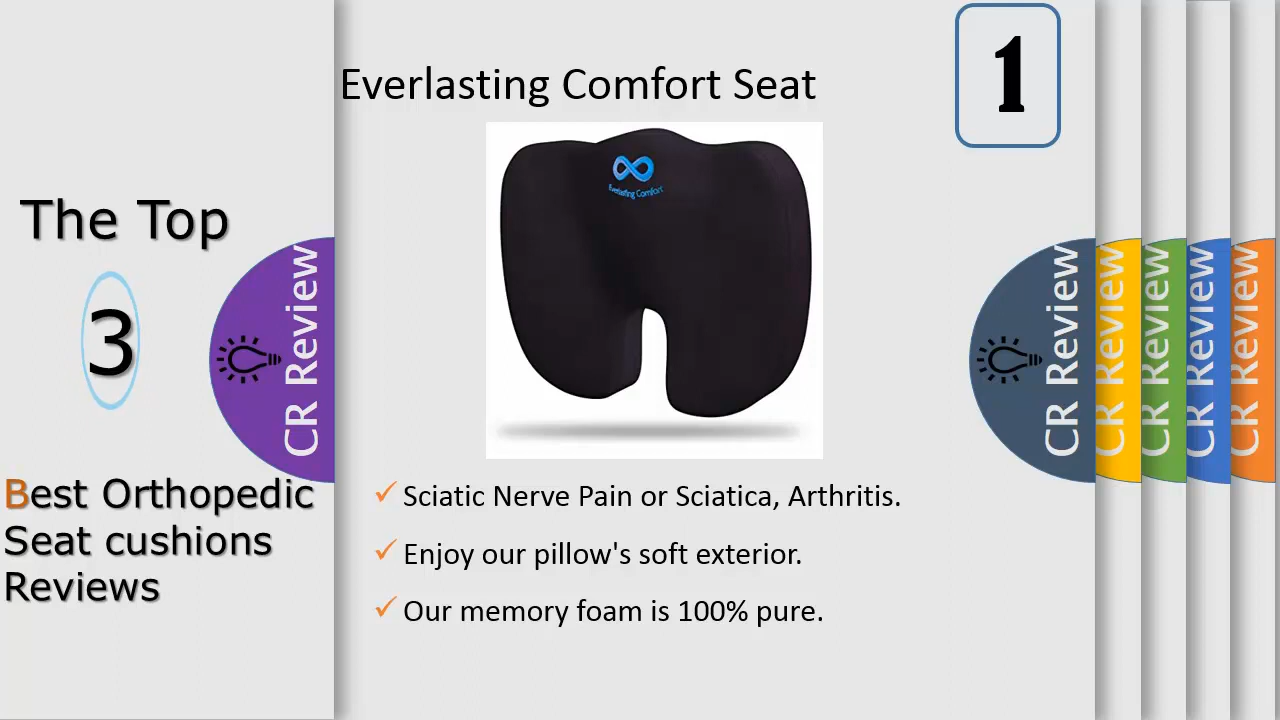 Everlasting Comfort Seat
1
Everlasting Comfort
The Top
3
CR Review
Best Orthopedic
Seat cushions
Reviews
✓ Sciatic Nerve Pain or Sciatica, Arthritis.
✓ Enjoy our pillow's soft exterior.
✓ Our memory foam is 100% pure.
CR Review
CR Review
CR Review
CR Review
CR Review